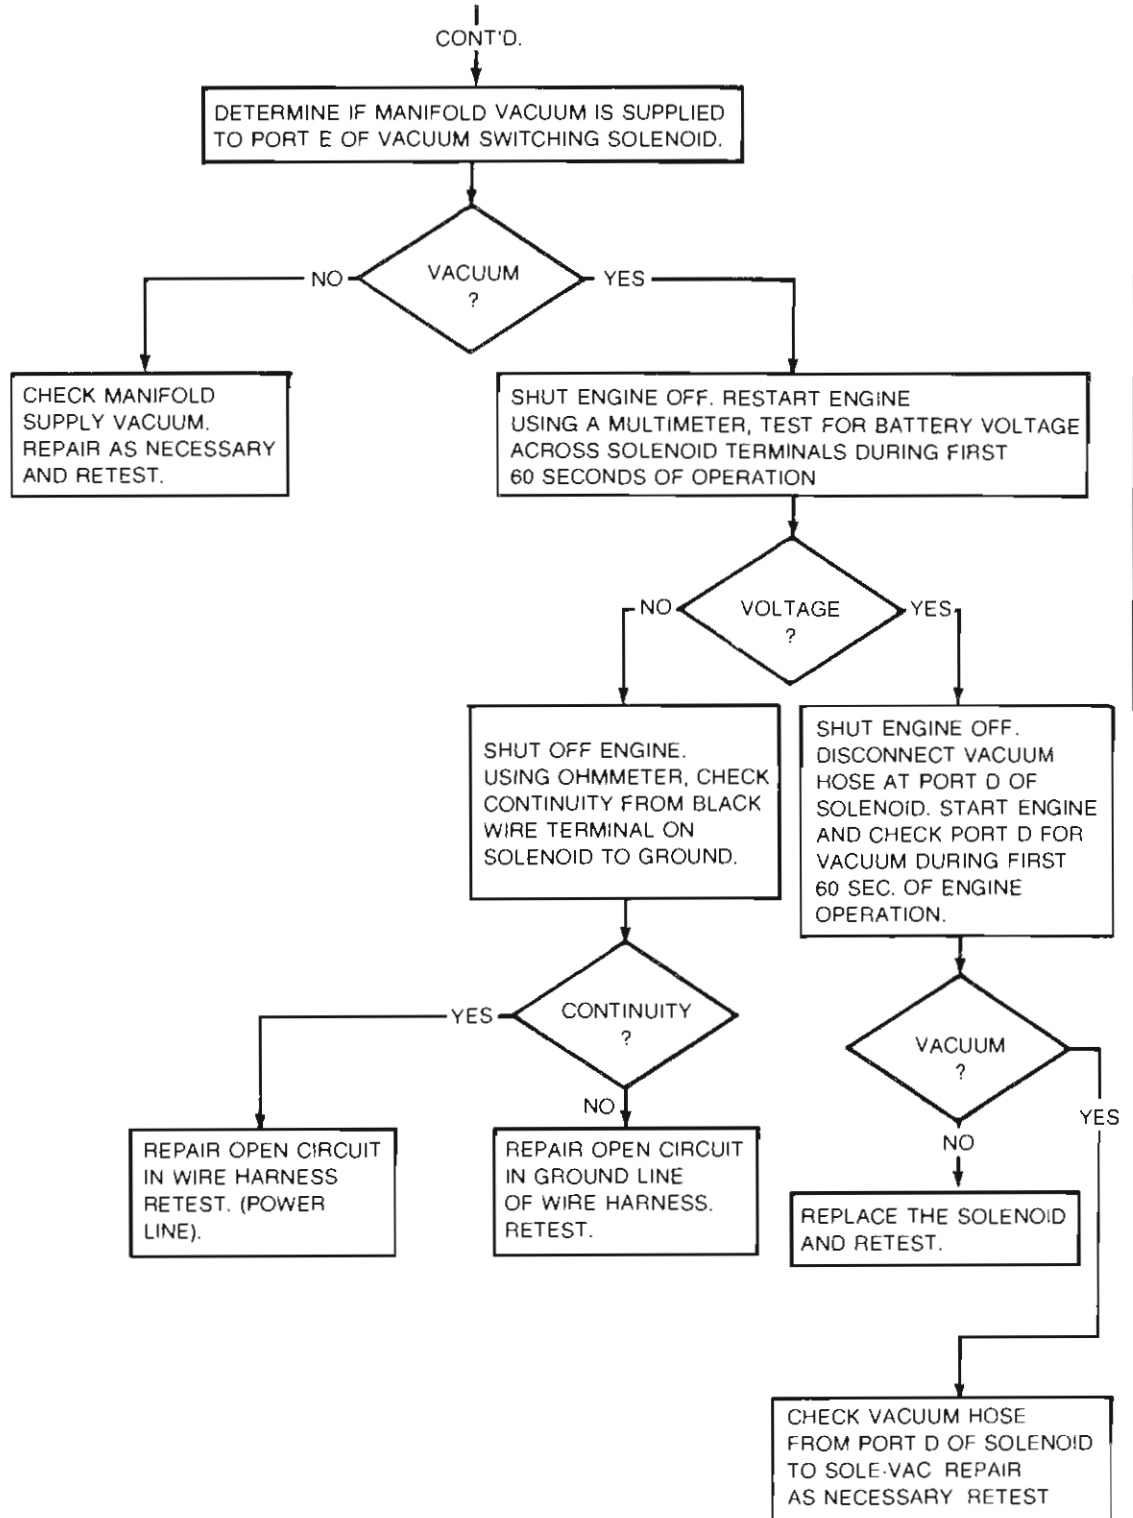 CONT'D.
DETERMINE IF MANIFOLD VACUUM IS SUPPLIED
TO PORT E OF VACUUM SWITCHING SOLENOID.
NO
VACUUM
?
YES
CHECK MANIFOLD
SUPPLY VACUUM.
REPAIR AS NECESSARY
AND RETEST.
SHUT ENGINE OFF. RESTART ENGINE
USING A MULTIMETER, TEST FOR BATTERY VOLTAGE
ACROSS SOLENOID TERMINALS DURING FIRST
60 SECONDS OF OPERATION
NO
VOLTAGE
?
YES
SHUT OFF ENGINE.
USING OHMMETER, CHECK
CONTINUITY FROM BLACK
WIRE TERMINAL ON
SOLENOID TO GROUND.
SHUT ENGINE OFF.
DISCONNECT VACUUM
HOSE AT PORT D OF
SOLENOID. START ENGINE
AND CHECK PORT D FOR
VACUUM DURING FIRST
60 SEC. OF ENGINE
OPERATION.
YES
CONTINUITY
?
NO
VACUUM
?
YES
NO
REPAIR OPEN CIRCUIT
IN WIRE HARNESS
RETEST. (POWER
LINE).
REPAIR OPEN CIRCUIT
IN GROUND LINE
OF WIRE HARNESS.
RETEST.
REPLACE THE SOLENOID
AND RETEST.
CHECK VACUUM HOSE
FROM PORT D OF SOLENOID
TO SOLE-VAC REPAIR
AS NECESSARY RETEST